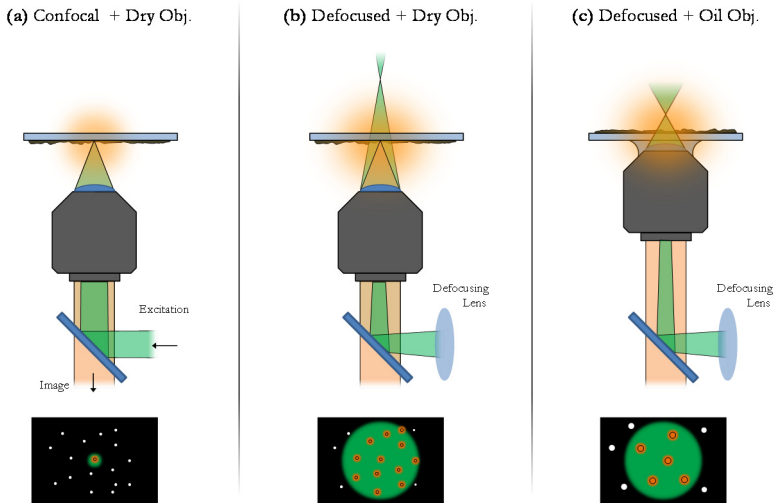 (a) Confocal + Dry Obj.
(b) Defocused + Dry Obj.
(c) Defocused + Oil Obj.
Excitation
Image
Defocusing
Lens
Defocusing
Lens